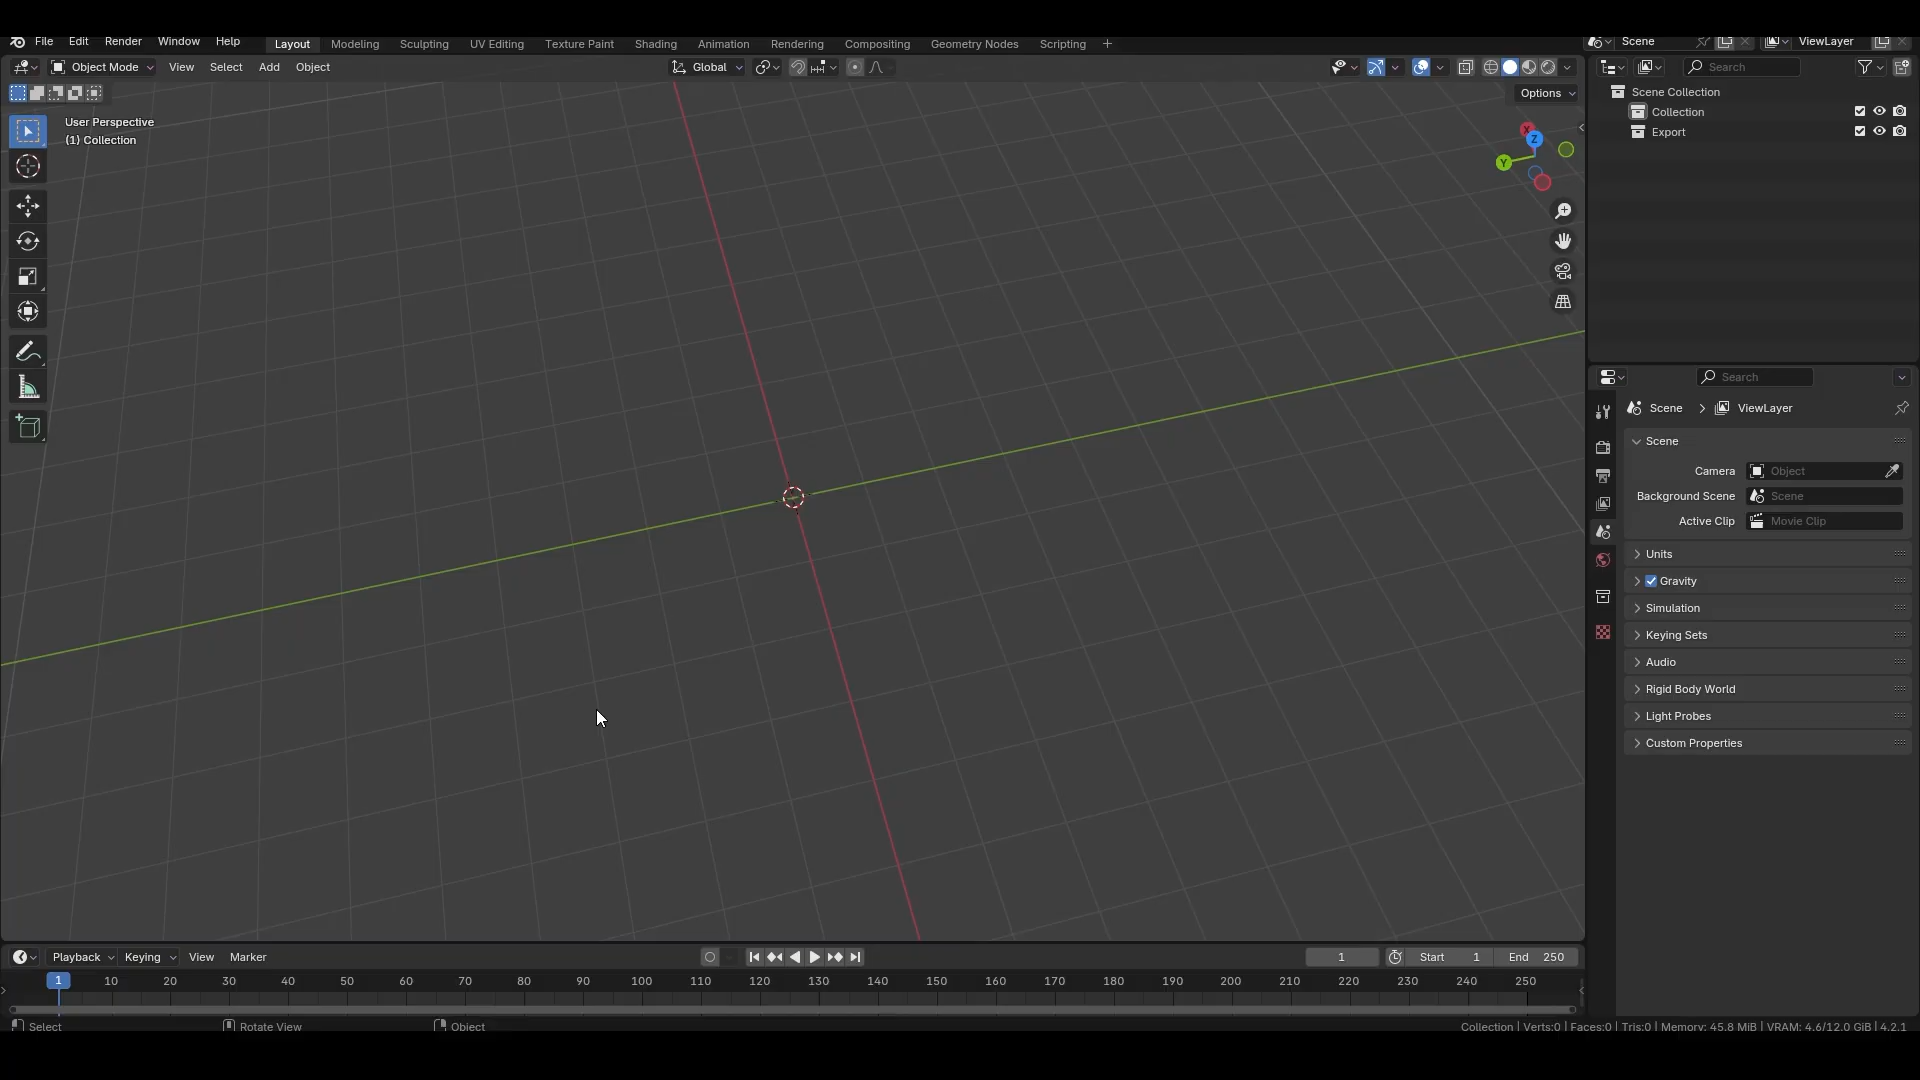 File Edit Render Window Help Layout Modeling Sculpting UV Editing Texture Paint Shading Animation Rendering Compositing Geometry Nodes Scripting + Scene ViewLayer
Object Mode View Select Add Object Global Search
Options
User Perspective
(1) Collection
X
Z
Y
Scene Collection
Collection
Export
Search
Scene > ViewLayer
Scene
Camera Object
Background Scene Scene
Active Clip Movie Clip
Units
Gravity
Simulation
Keying Sets
Audio
Rigid Body World
Light Probes
Custom Properties
Playback Keying View Marker 1 Start 1 End 250
1 10 20 30 40 50 60 70 80 90 100 110 120 130 140 150 160 170 180 190 200 210 220 230 240 250
Select Rotate View Object Collection | Verts:0 | Faces:0 | Tris:0 | Memory: 45.8 MiB | VRAM: 4.6/12.0 GiB | 4.2.1